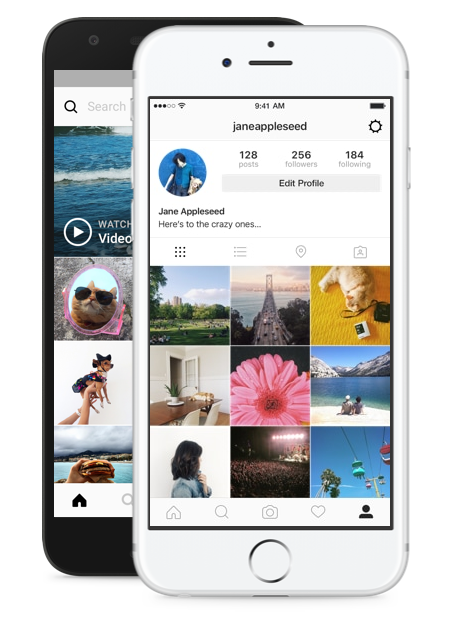 Search
WATCH
Video
9:41 AM
janeappleseed
128
posts
256
followers
184
following
Edit Profile
Jane Appleseed
Here's to the crazy ones...